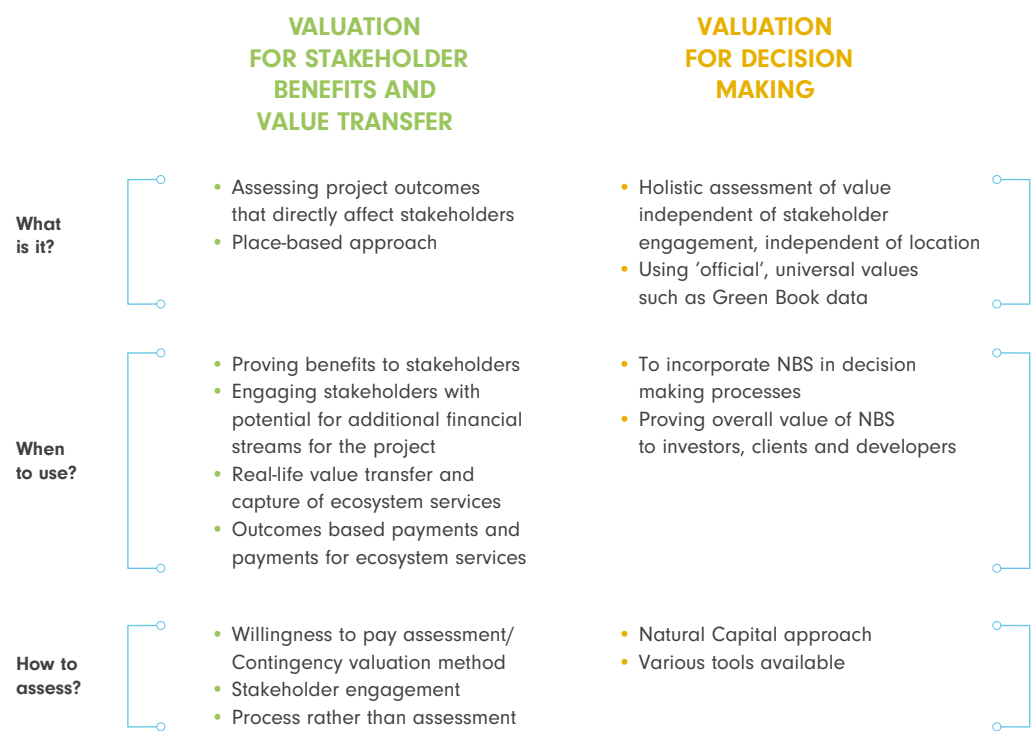 VALUATION
FOR STAKEHOLDER
BENEFITS AND
VALUE TRANSFER
VALUATION
FOR DECISION
MAKING
What
is it?
• Assessing project outcomes
that directly affect stakeholders
• Place-based approach
• Holistic assessment of value
independent of stakeholder
engagement, independent of location
• Using ‘official’, universal values
such as Green Book data
When
to use?
• Proving benefits to stakeholders
• Engaging stakeholders with
potential for additional financial
streams for the project
• Real-life value transfer and
capture of ecosystem services
• Outcomes based payments and
payments for ecosystem services
• To incorporate NBS in decision
making processes
• Proving overall value of NBS
to investors, clients and developers
How to
assess?
• Willingness to pay assessment/
Contingency valuation method
• Stakeholder engagement
• Process rather than assessment
• Natural Capital approach
• Various tools available